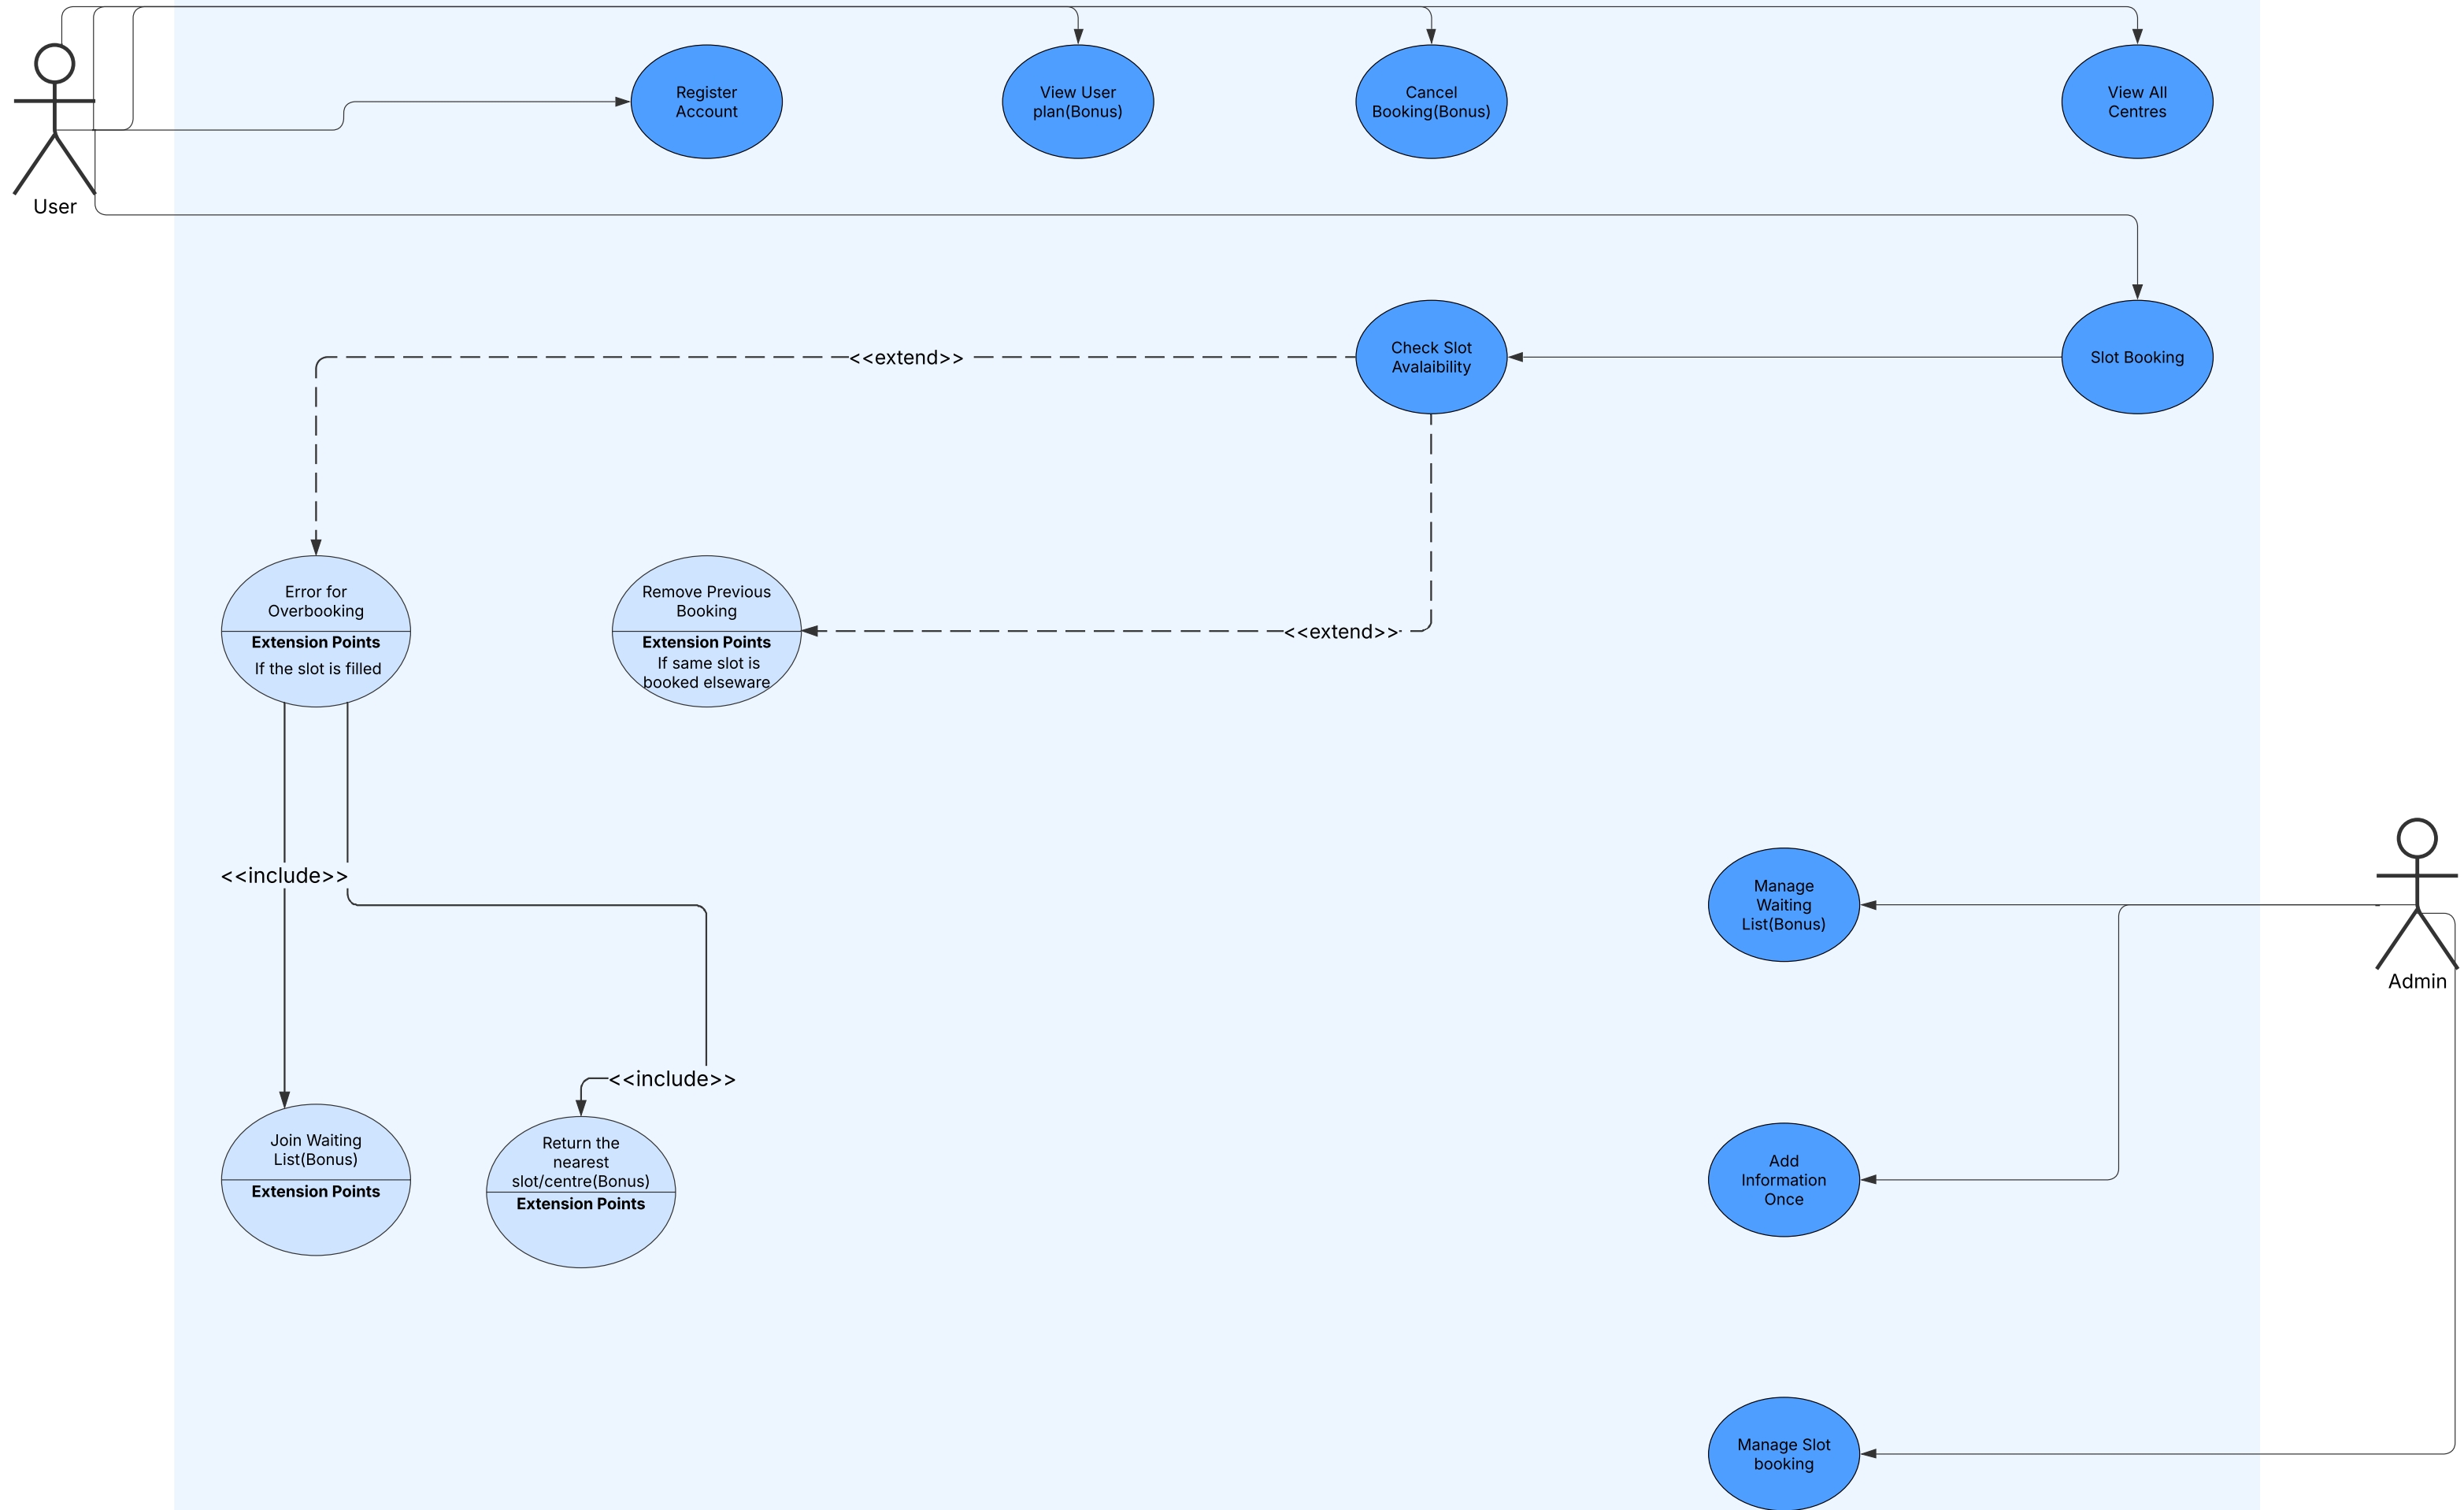 Register
Account
View User
plan(Bonus)
Cancel
Booking(Bonus)
View All
Centres
User
Check Slot
Avalaibility
Slot Booking
<<extend>>
Error for
Overbooking
Extension Points
If the slot is filled
Remove Previous
Booking
Extension Points
If same slot is
booked elseware
<<extend>>
<<include>>
Manage
Waiting
List(Bonus)
Admin
<<include>>
Join Waiting
List(Bonus)
Extension Points
Return the
nearest
slot/centre(Bonus)
Extension Points
Add
Information
Once
Manage Slot
booking